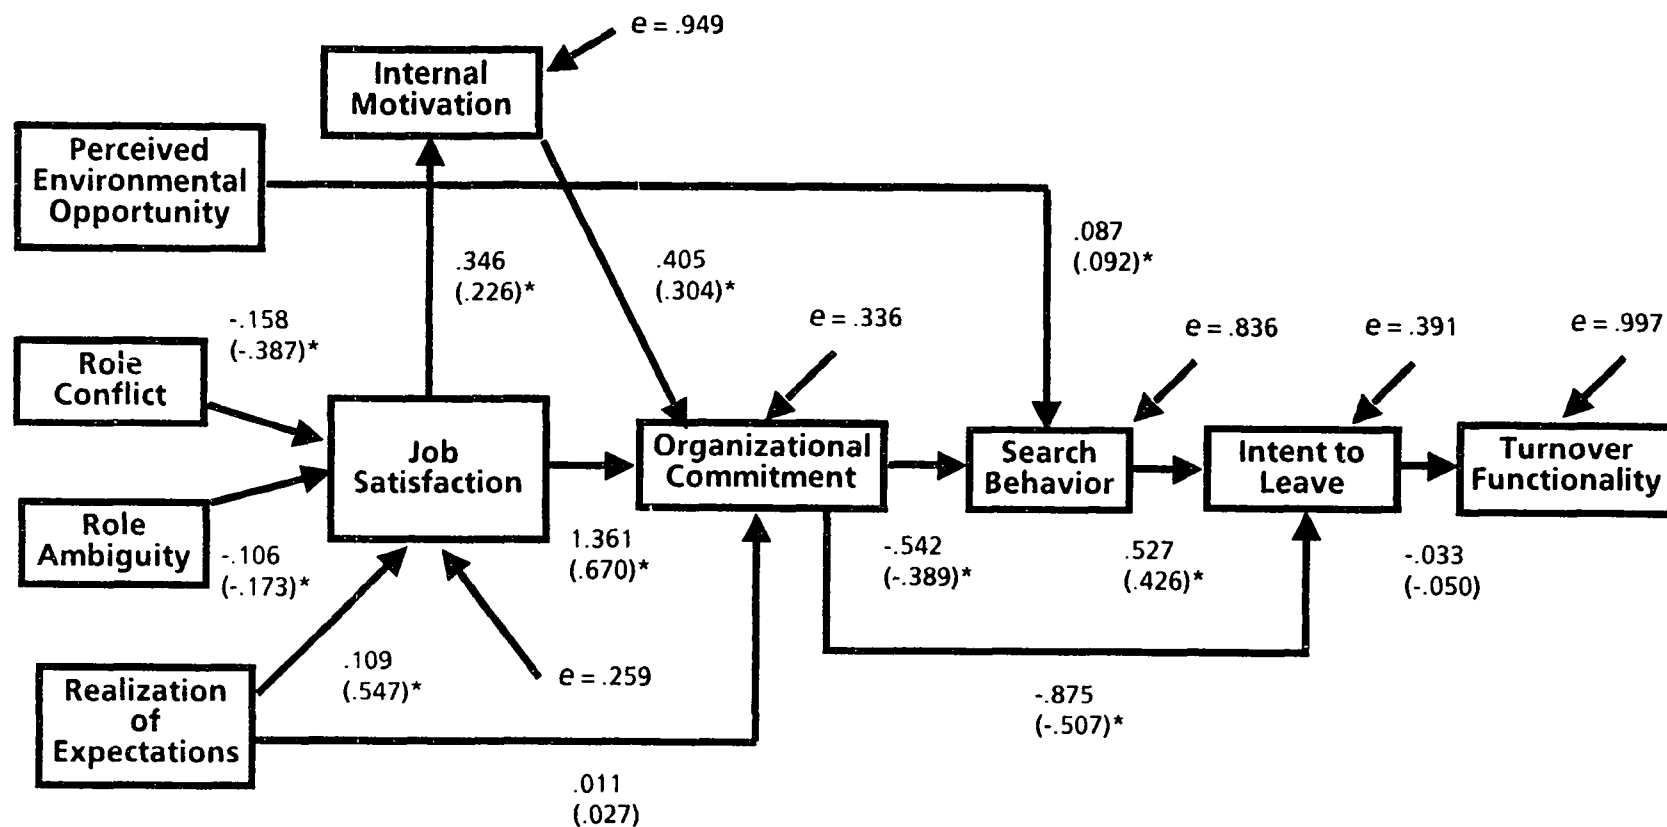 e = .949
Internal
Motivation
Perceived
Environmental
Opportunity
.346
(.226)*
.405
(.304)*
.087
(.092)*
-.158
(-.387)*
e = .336
e = .836
e = .391
e = .997
Role
Conflict
Job
Satisfaction
Organizational
Commitment
Search
Behavior
Intent to
Leave
Turnover
Functionality
Role
Ambiguity
-.106
(-.173)*
1.361
(.670)*
-.542
(-.389)*
.527
(.426)*
-.033
(-.050)
.109
(.547)*
e = .259
Realization
of
Expectations
-.875
(-.507)*
.011
(.027)